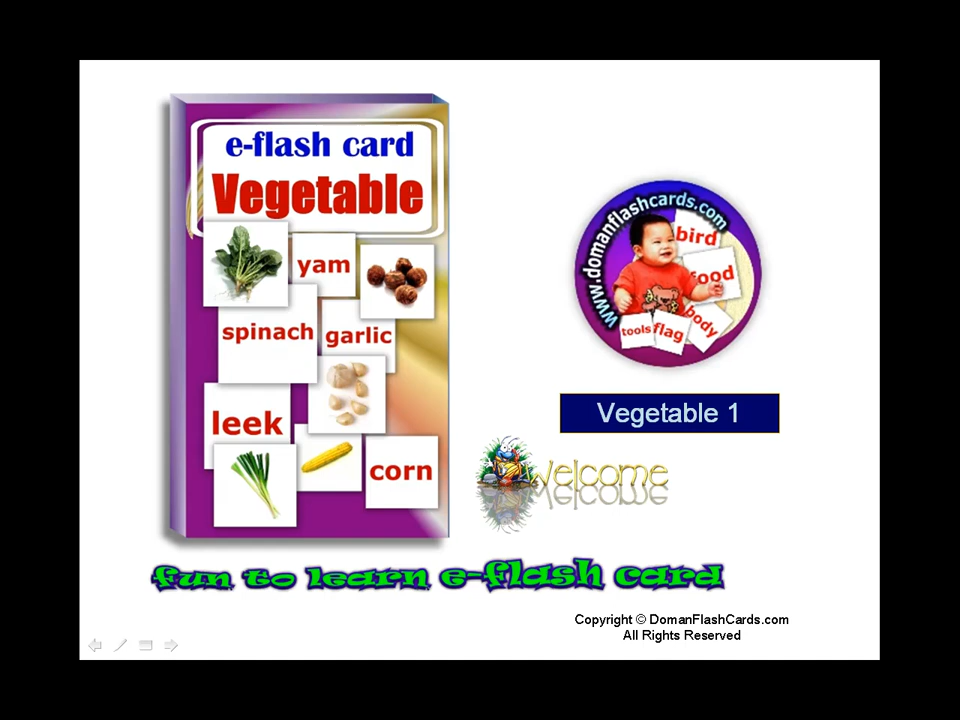 e-flash card
Vegetable
yam
spinach
garlic
leek
corn
www.domanflashcards.com
bird
food
body
tools
flag
Vegetable 1
Welcome
fun to learn e-flash card
Copyright © DomanFlashCards.com
All Rights Reserved